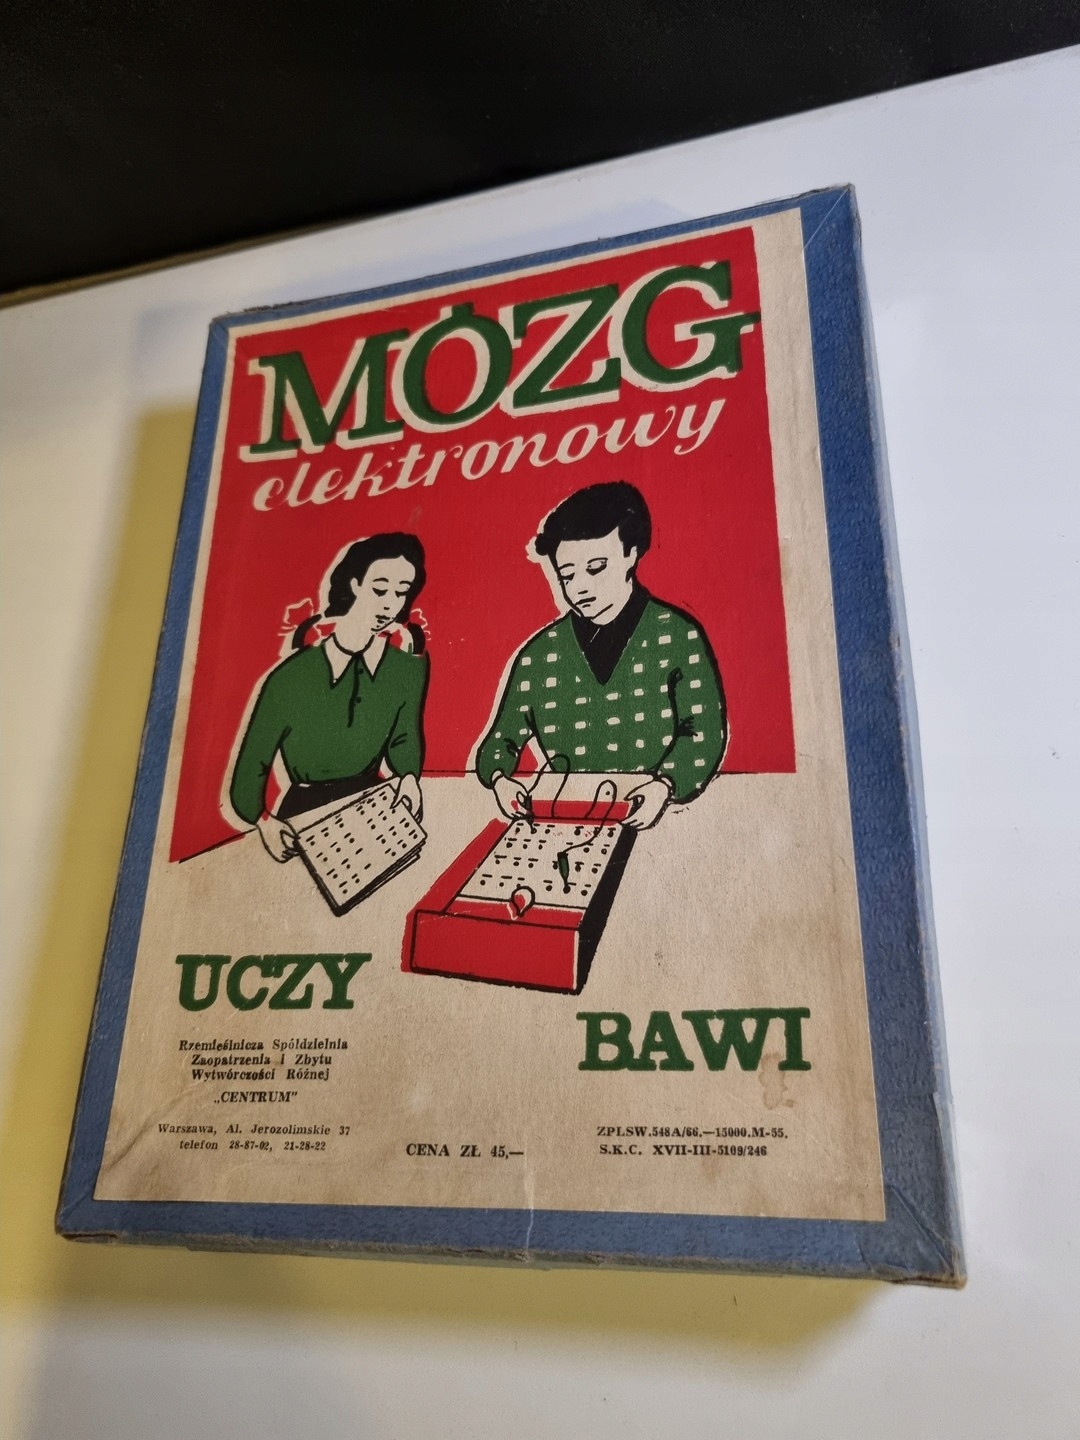 MÓZG
elektronowy
UCZY
BAWI
Rzemieślnicza Spółdzielnia
Zaopatrzenia i Zbytu
Wytwórczości Różnej
„CENTRUM”
Warszawa, Al. Jerozolimskie 37
telefon 28-87-02, 21-28-22
CENA ZŁ 45,—
ZPLSW.548A/66.—15000.M-55.
S.K.C. XVII-III-5109/246